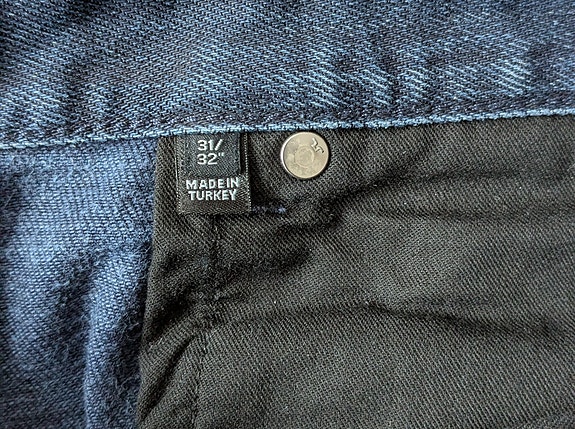 31/
32"
MADE IN
TURKEY